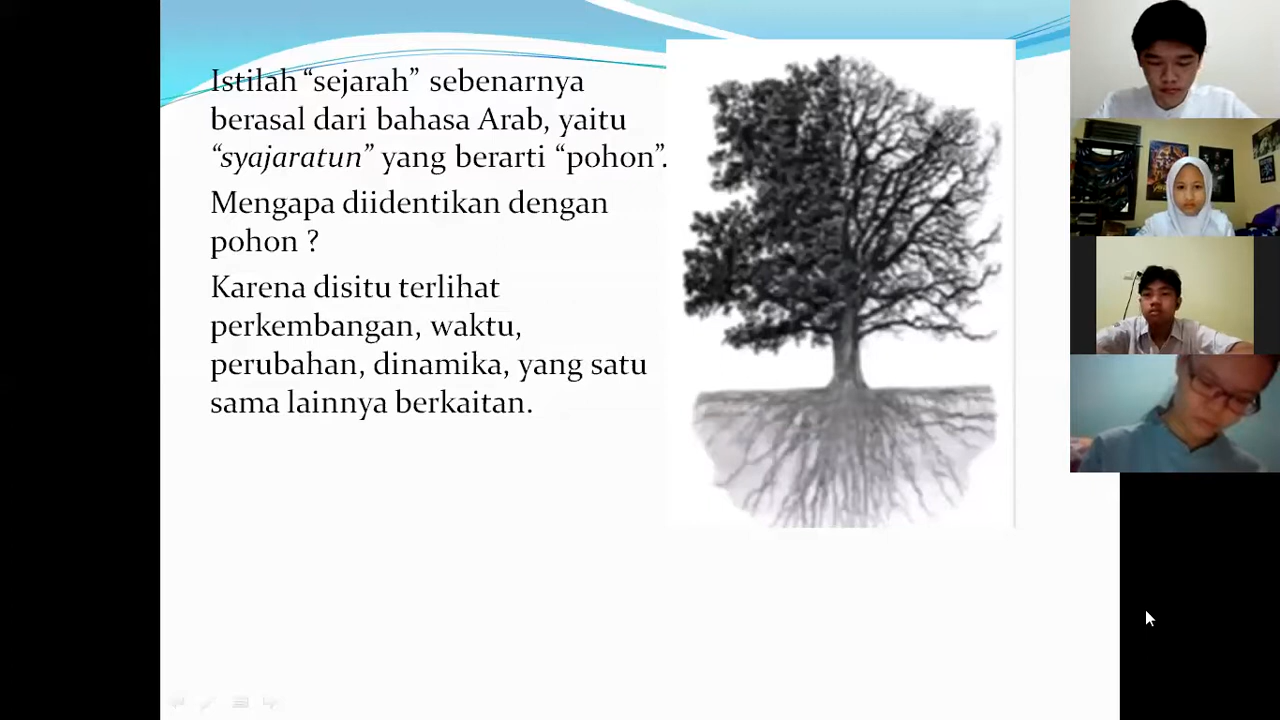 Istilah “sejarah” sebenarnya
berasal dari bahasa Arab, yaitu
“syajaratun” yang berarti “pohon”.
Mengapa diidentikan dengan
pohon ?
Karena disitu terlihat
perkembangan, waktu,
perubahan, dinamika, yang satu
sama lainnya berkaitan.